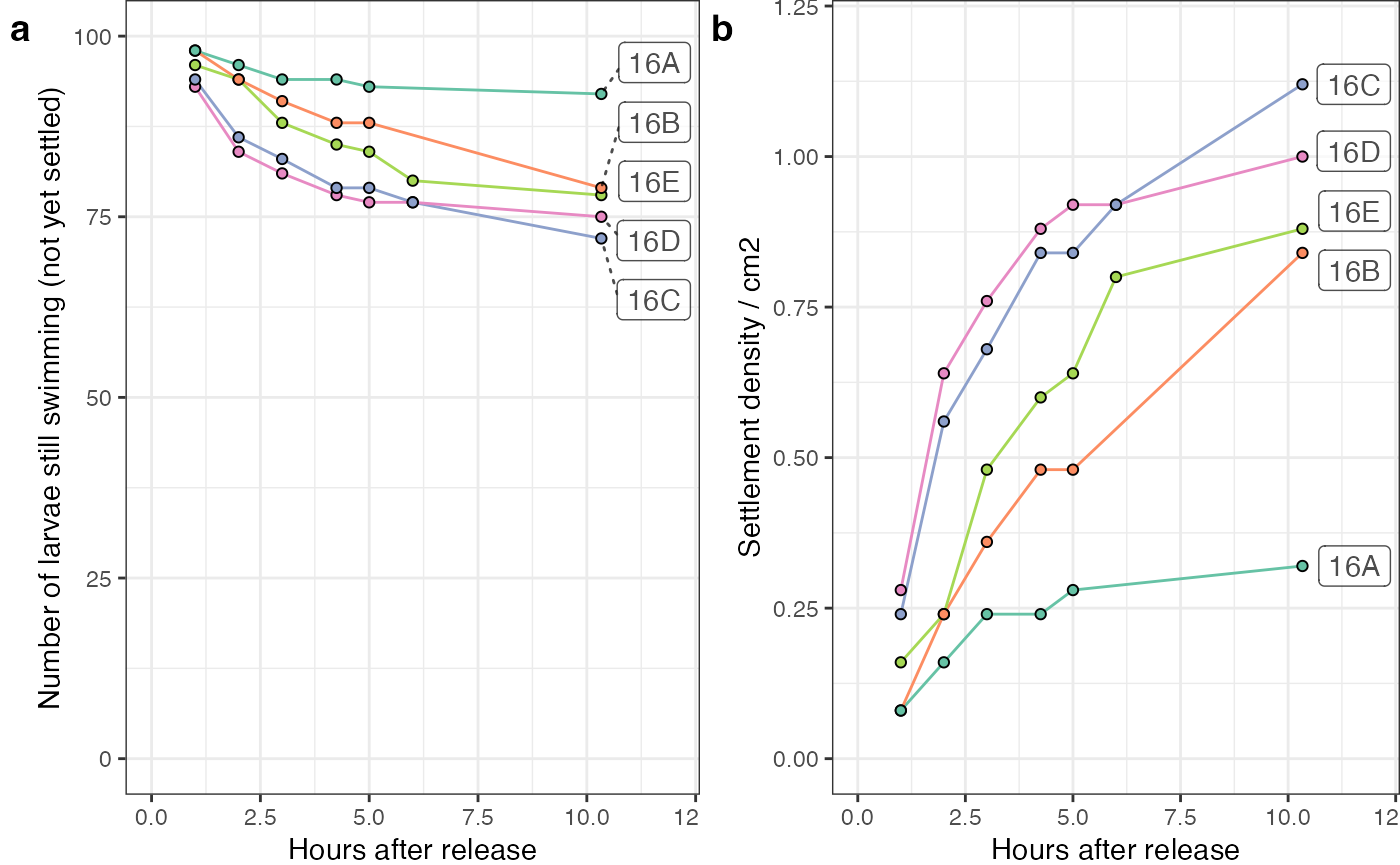 a
Number of larvae still swimming (not yet settled)
100
75
50
25
0
16A
16B
16E
16D
16C
0.0
2.5
5.0
7.5
10.0
12
Hours after release
b
Settlement density / cm2
1.25
1.00
0.75
0.50
0.25
0.00
16C
16D
16E
16B
16A
0.0
2.5
5.0
7.5
10.0
12
Hours after release